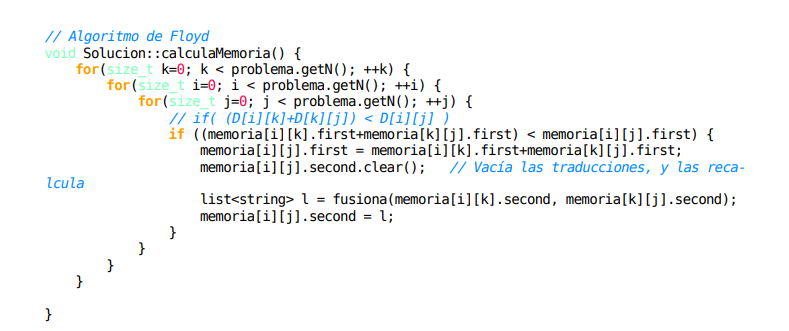 // Algoritmo de Floyd
void Solucion::calculaMemoria() {
    for(size_t k=0; k < problema.getN(); ++k) {
        for(size_t i=0; i < problema.getN(); ++i) {
            for(size_t j=0; j < problema.getN(); ++j) {
                // if( (D[i][k]+D[k][j]) < D[i][j] )
                if ((memoria[i][k].first+memoria[k][j].first) < memoria[i][j].first) {
                    memoria[i][j].first = memoria[i][k].first+memoria[k][j].first;
                    memoria[i][j].second.clear();   // Vacía las traducciones, y las reca-
lcula
                    list<string> l = fusiona(memoria[i][k].second, memoria[k][j].second);
                    memoria[i][j].second = l;
                }
            }
        }
    }
}